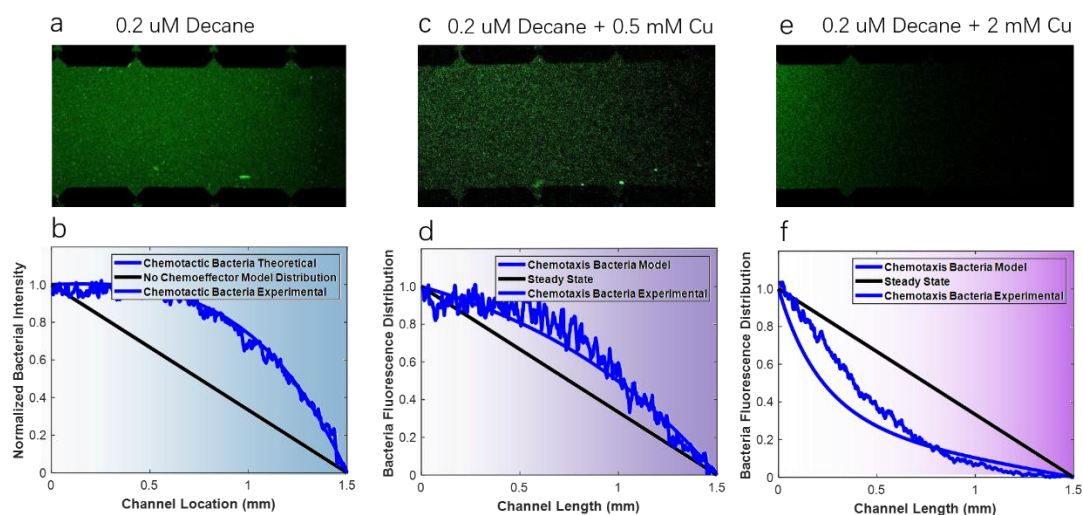 a
0.2 uM Decane
c
0.2 uM Decane + 0.5 mM Cu
e
0.2 uM Decane + 2 mM Cu
b
Chemotactic Bacteria Theoretical
No Chemoeffector Model Distribution
Chemotactic Bacteria Experimental
Normalized Bacterial Intensity
1.0
0.8
0.6
0.4
0.2
0
0
0.5
1.0
1.5
Channel Location (mm)
d
Chemotaxis Bacteria Model
Steady State
Chemotaxis Bacteria Experimental
Bacteria Fluorescence Distribution
1.0
0.8
0.6
0.4
0.2
0
0
0.5
1.0
1.5
Channel Length (mm)
f
Chemotaxis Bacteria Model
Steady State
Chemotaxis Bacteria Experimental
Bacteria Fluorescence Distribution
1.0
0.8
0.6
0.4
0.2
0
0
0.5
1.0
1.5
Channel Length (mm)